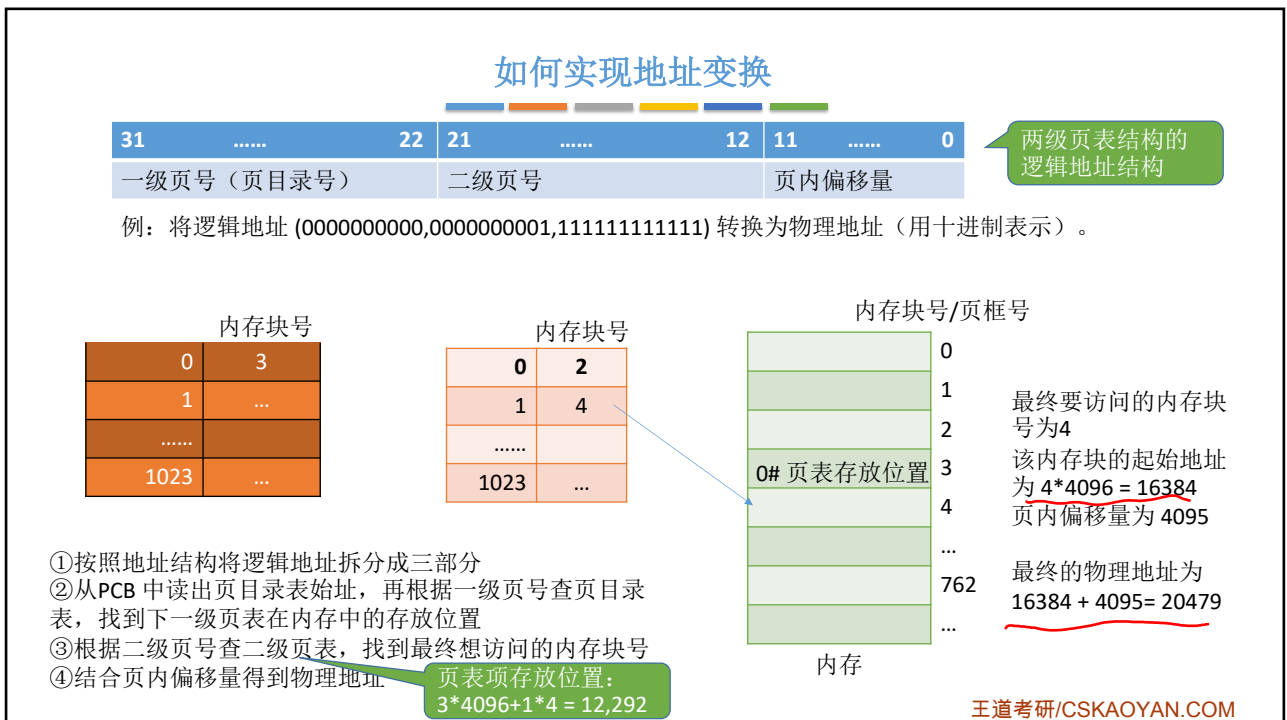 如何实现地址变换
31 …… 22 21 …… 12 11 …… 0
一级页号（页目录号） 二级页号 页内偏移量
两级页表结构的
逻辑地址结构
例：将逻辑地址 (0000000000,0000000001,111111111111) 转换为物理地址（用十进制表示）。
内存块号
0 3
1 …
……
1023 …
内存块号
0 2
1 4
……
1023 …
内存块号/页框号
0
1
2
0# 页表存放位置 3
4
…
762
…
内存
最终要访问的内存块
号为4
该内存块的起始地址
为 4*4096 = 16384
页内偏移量为 4095
最终的物理地址为
16384 + 4095= 20479
①按照地址结构将逻辑地址拆分成三部分
②从PCB 中读出页目录表始址，再根据一级页号查页目录
表，找到下一级页表在内存中的存放位置
③根据二级页号查二级页表，找到最终想访问的内存块号
④结合页内偏移量得到物理地址
页表项存放位置：
3*4096+1*4 = 12,292
王道考研/CSKAOYAN.COM